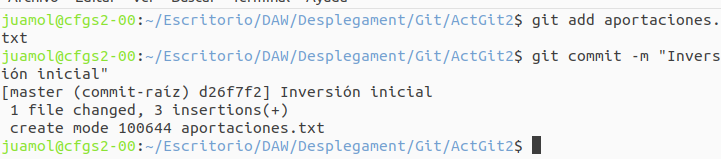 juamol@cfgs2-00:~/Escritorio/DAW/Desplegament/Git/ActGit2$ git add aportaciones.
txt
juamol@cfgs2-00:~/Escritorio/DAW/Desplegament/Git/ActGit2$ git commit -m "Invers
ión inicial"
[master (commit-raíz) d26f7f2] Inversión inicial
 1 file changed, 3 insertions(+)
 create mode 100644 aportaciones.txt
juamol@cfgs2-00:~/Escritorio/DAW/Desplegament/Git/ActGit2$